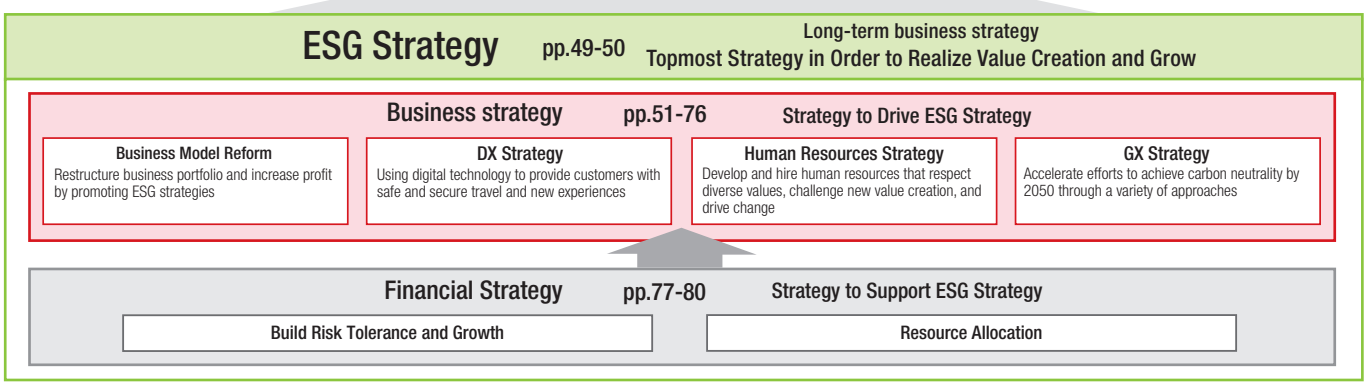 ESG Strategy pp.49-50 Long-term business strategy
Topmost Strategy in Order to Realize Value Creation and Grow
Business strategy pp.51-76 Strategy to Drive ESG Strategy
Business Model Reform
Restructure business portfolio and increase profit
by promoting ESG strategies
DX Strategy
Using digital technology to provide customers with
safe and secure travel and new experiences
Human Resources Strategy
Develop and hire human resources that respect
diverse values, challenge new value creation, and
drive change
GX Strategy
Accelerate efforts to achieve carbon neutrality by
2050 through a variety of approaches
Financial Strategy pp.77-80 Strategy to Support ESG Strategy
Build Risk Tolerance and Growth
Resource Allocation